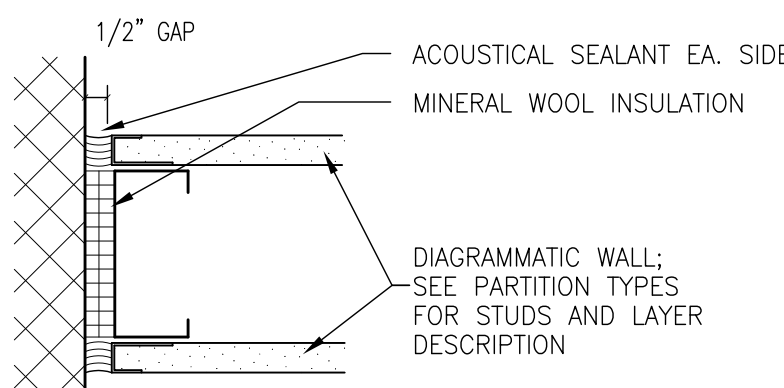 1/2" GAP
ACOUSTICAL SEALANT EA. SIDE
MINERAL WOOL INSULATION
DIAGRAMMATIC WALL;
SEE PARTITION TYPES
FOR STUDS AND LAYER
DESCRIPTION